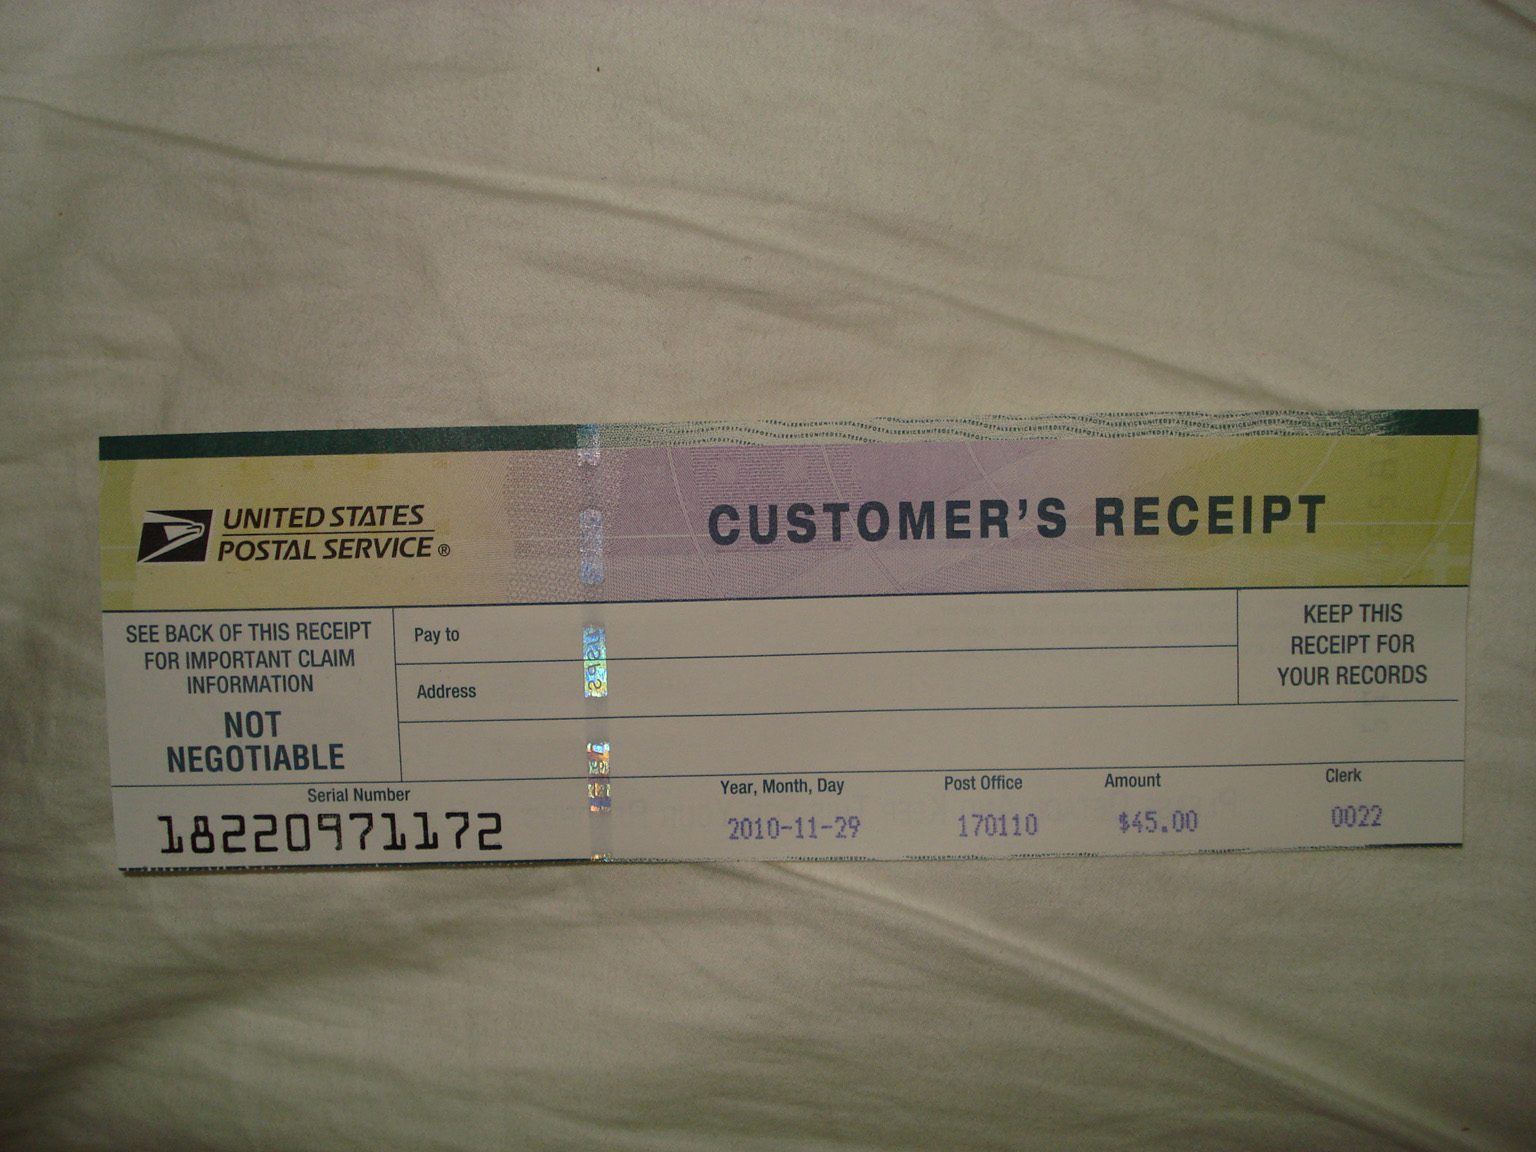 UNITED STATES
POSTAL SERVICE®
CUSTOMER'S RECEIPT
SEE BACK OF THIS RECEIPT
FOR IMPORTANT CLAIM
INFORMATION
NOT
NEGOTIABLE
Pay to
Address
KEEP THIS
RECEIPT FOR
YOUR RECORDS
Serial Number
18220971172
Year, Month, Day
2010-11-29
Post Office
170110
Amount
$45.00
Clerk
0022
USPS